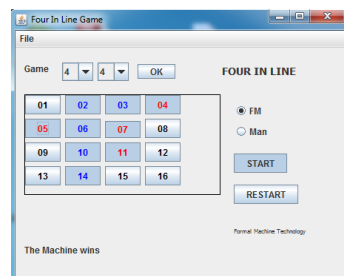 Four In Line Game
File
Game 4 4 OK FOUR IN LINE
01 02 03 04
05 06 07 08
09 10 11 12
13 14 15 16
FM
Man
START
RESTART
Formal Machine Technology
The Machine wins